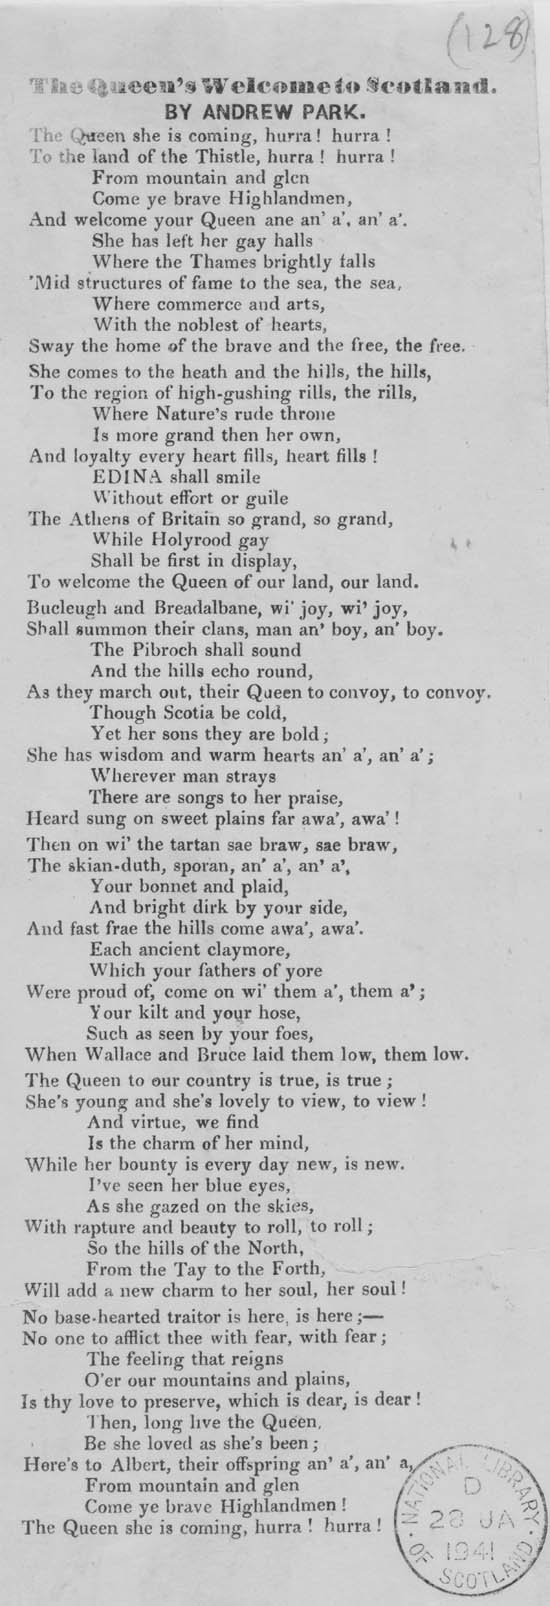 (128)
The Queen's Welcome to Scotland.
BY ANDREW PARK.
The Queen she is coming, hurra! hurra!
To the land of the Thistle, hurra! hurra!
From mountain and glen
Come ye brave Highlandmen,
And welcome your Queen ane an' a', an' a'.
She has left her gay halls
Where the Thames brightly falls
'Mid structures of fame to the sea, the sea,
Where commerce and arts,
With the noblest of hearts,
Sway the home of the brave and the free, the free.
She comes to the heath and the hills, the hills,
To the region of high-gushing rills, the rills,
Where Nature's rude throne
Is more grand then her own,
And loyalty every heart fills, heart fills!
EDINA shall smile
Without effort or guile
The Athens of Britain so grand, so grand,
While Holyrood gay
Shall be first in display,
To welcome the Queen of our land, our land.
Bucleugh and Breadalbane, wi' joy, wi' joy,
Shall summon their clans, man an' boy, an' boy.
The Pibroch shall sound
And the hills echo round,
As they march out, their Queen to convoy, to convoy.
Though Scotia be cold,
Yet her sons they are bold;
She has wisdom and warm hearts an' a', an' a';
Wherever man strays
There are songs to her praise,
Heard sung on sweet plains far awa', awa'!
Then on wi' the tartan sae braw, sae braw,
The skian-duth, sporan, an' a', an' a',
Your bonnet and plaid,
And bright dirk by your side,
And fast frae the hills come awa', awa'.
Each ancient claymore,
Which your fathers of yore
Were proud of, come on wi' them a', them a';
Your kilt and your hose,
Such as seen by your foes,
When Wallace and Bruce laid them low, them low.
The Queen to our country is true, is true;
She's young and she's lovely to view, to view!
And virtue, we find
Is the charm of her mind,
While her bounty is every day new, is new.
I've seen her blue eyes,
As she gazed on the skies,
With rapture and beauty to roll, to roll;
So the hills of the North,
From the Tay to the Forth,
Will add a new charm to her soul, her soul!
No base-hearted traitor is here, is here;—
No one to afflict thee with fear, with fear;
The feeling that reigns
O'er our mountains and plains,
Is thy love to preserve, which is dear, is dear!
Then, long live the Queen,
Be she loved as she's been;
Here's to Albert, their offspring an' a', an' a,
From mountain and glen
Come ye brave Highlandmen!
The Queen she is coming, hurra! hurra!
NATIONAL LIBRARY
D
28 JA
1941
OF SCOTLAND